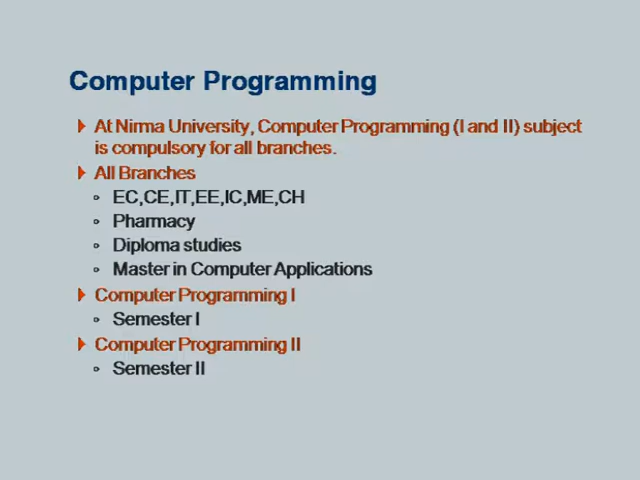 Computer Programming
At Nirma University, Computer Programming (I and II) subject
is compulsory for all branches.
All Branches
EC,CE,IT,EE,IC,ME,CH
Pharmacy
Diploma studies
Master in Computer Applications
Computer Programming I
Semester I
Computer Programming II
Semester II